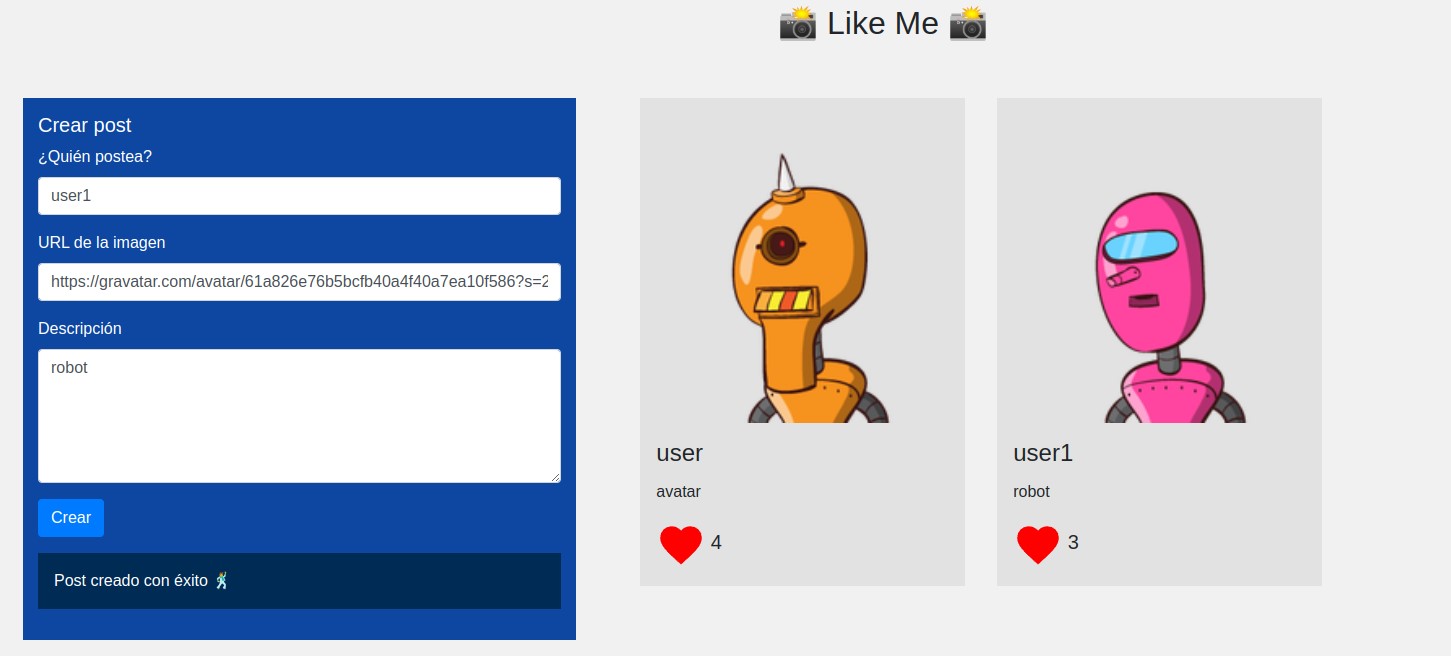 📸 Like Me 📸
Crear post
¿Quién postea?
user1
URL de la imagen
https://gravatar.com/avatar/61a826e76b5bcfb40a4f40a7ea10f586?s=2
Descripción
robot
Crear
Post creado con éxito 🕺
user
avatar
4
user1
robot
3